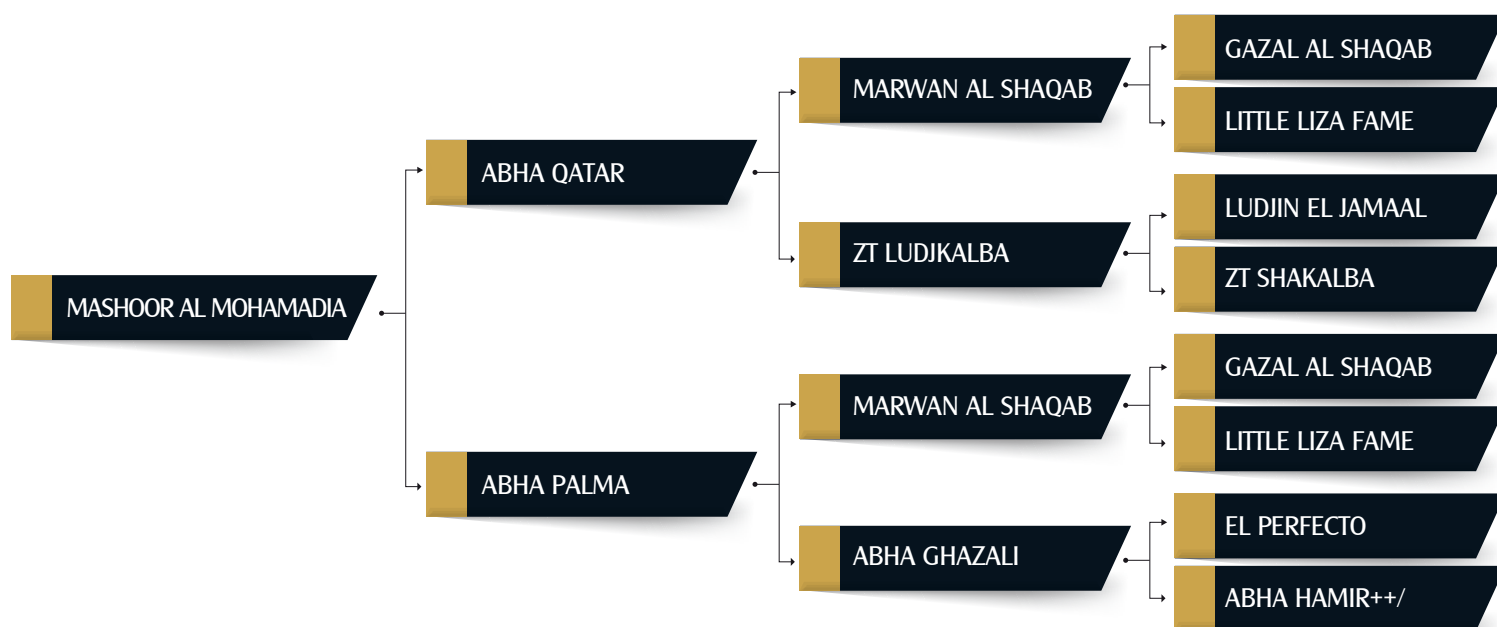 GAZAL AL SHAQAB
MARWAN AL SHAQAB
LITTLE LIZA FAME
ABHA QATAR
LUDJIN EL JAMAAL
ZT LUDJKALBA
ZT SHAKALBA
MASHOOR AL MOHAMADIA
GAZAL AL SHAQAB
MARWAN AL SHAQAB
LITTLE LIZA FAME
ABHA PALMA
EL PERFECTO
ABHA GHAZALI
ABHA HAMIR++/